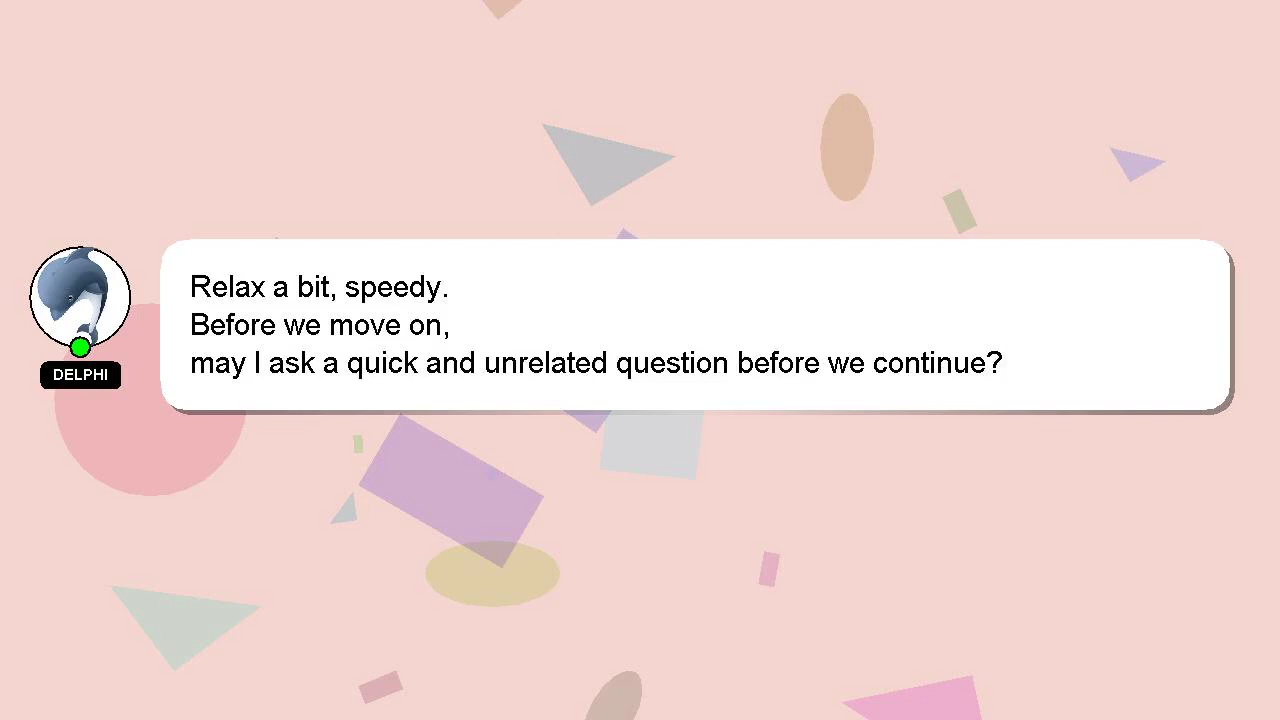 Relax a bit, speedy.
Before we move on,
may I ask a quick and unrelated question before we continue?
DELPHI